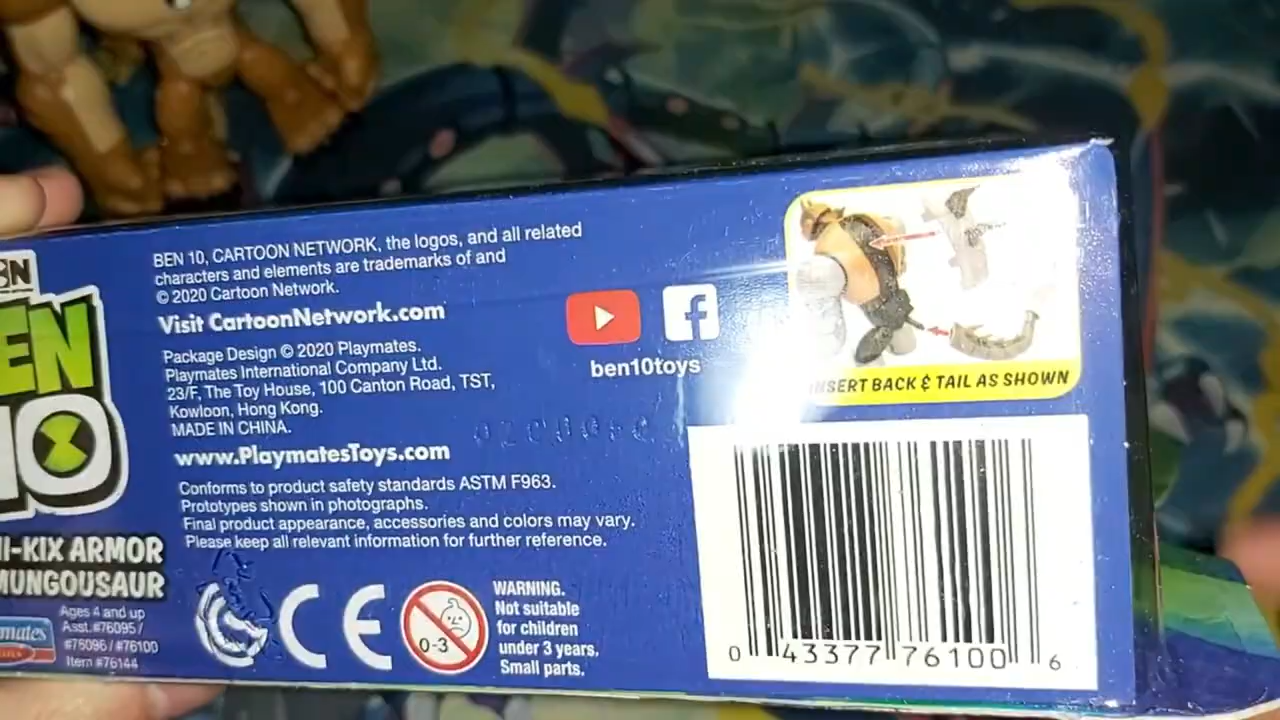 BEN 10, CARTOON NETWORK, the logos, and all related
characters and elements are trademarks of and
© 2020 Cartoon Network.
Visit CartoonNetwork.com
Package Design © 2020 Playmates.
Playmates International Company Ltd.
23/F, The Toy House, 100 Canton Road, TST,
Kowloon, Hong Kong.
MADE IN CHINA.
www.PlaymatesToys.com
Conforms to product safety standards ASTM F963.
Prototypes shown in photographs.
Final product appearance, accessories and colors may vary.
Please keep all relevant information for further reference.
EN
10
I-KIX ARMOR
MUNGOUSAUR
mates
Ages 4 and up
Asst.#76095 /
#76096 / #76100
Item #76144
CE
0-3
WARNING.
Not suitable
for children
under 3 years.
Small parts.
f
ben10toys
INSERT BACK & TAIL AS SHOWN
0 43377 76100 6